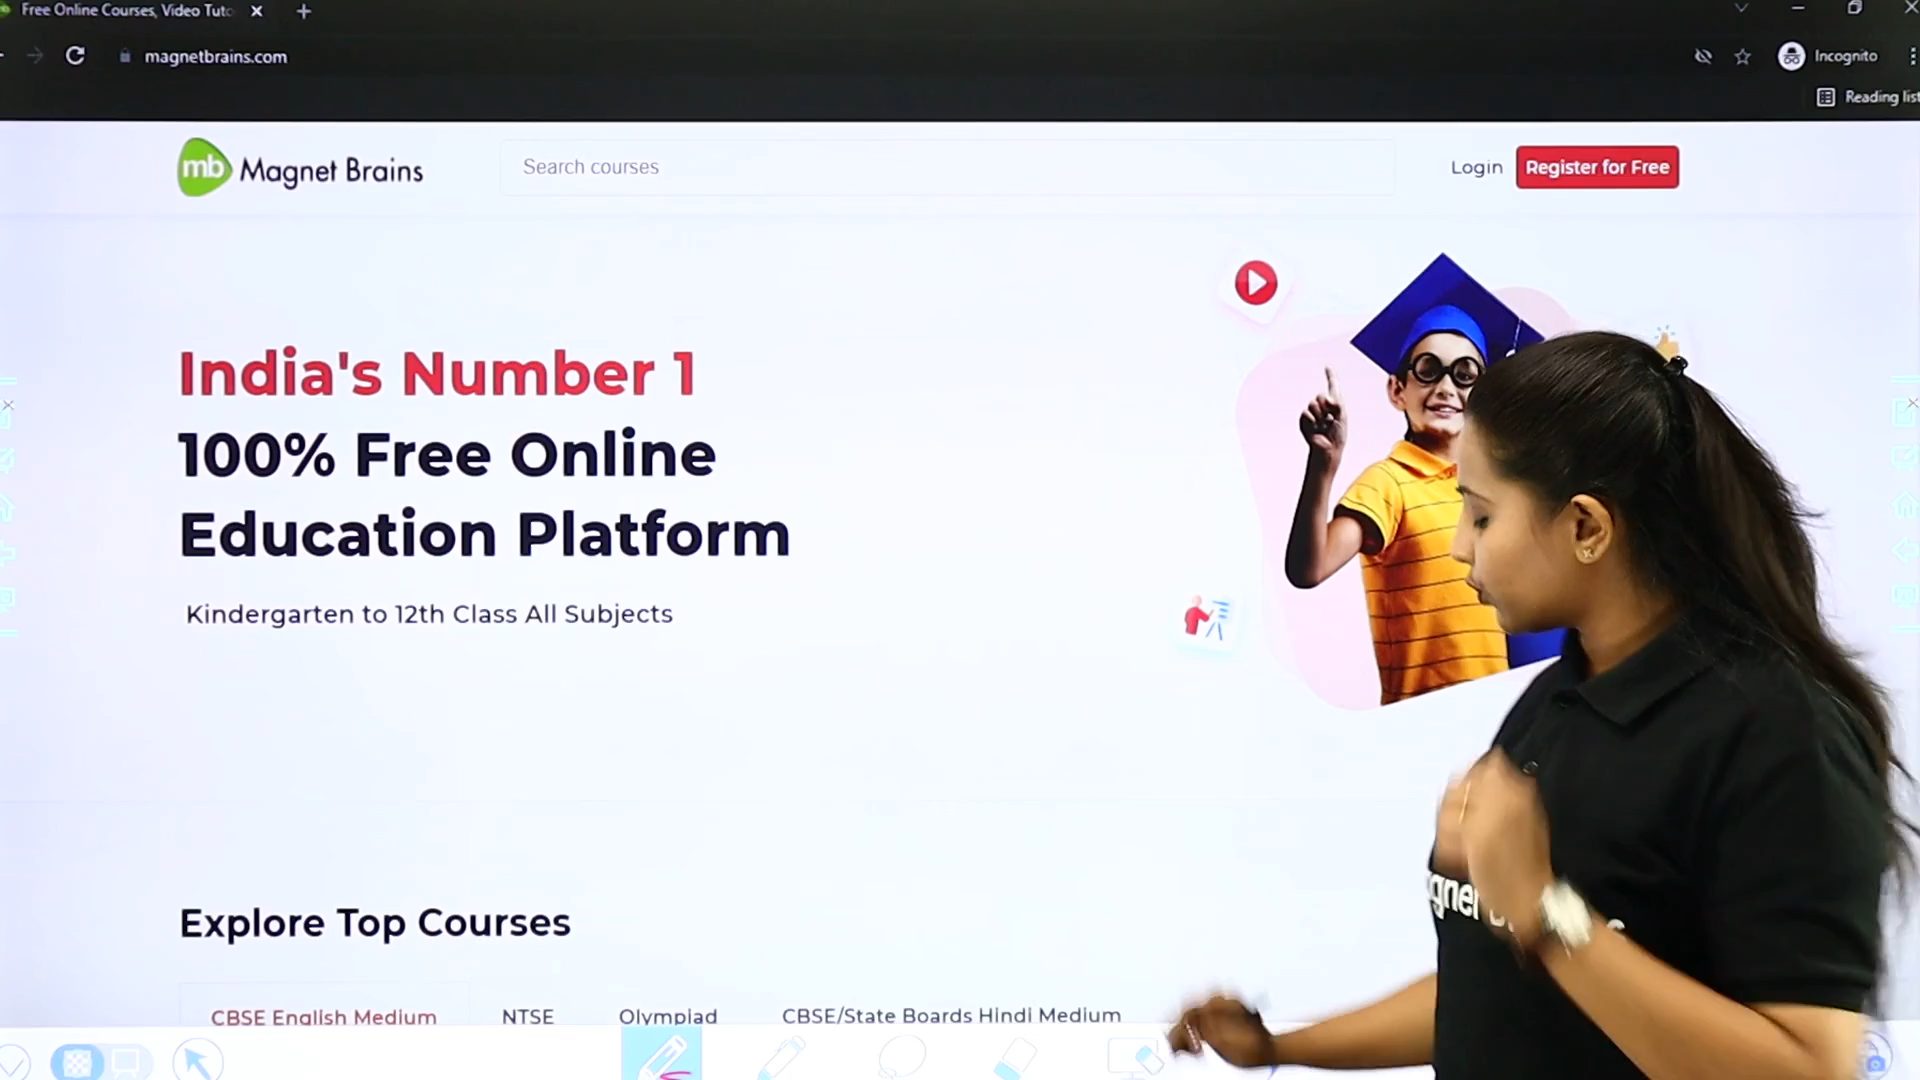 Free Online Courses, Video Tuto
magnetbrains.com
Incognito
Reading list
mb Magnet Brains
Search courses
Login
Register for Free
India's Number 1
100% Free Online
Education Platform
Kindergarten to 12th Class All Subjects
Explore Top Courses
CBSE English Medium
NTSE
Olympiad
CBSE/State Boards Hindi Medium